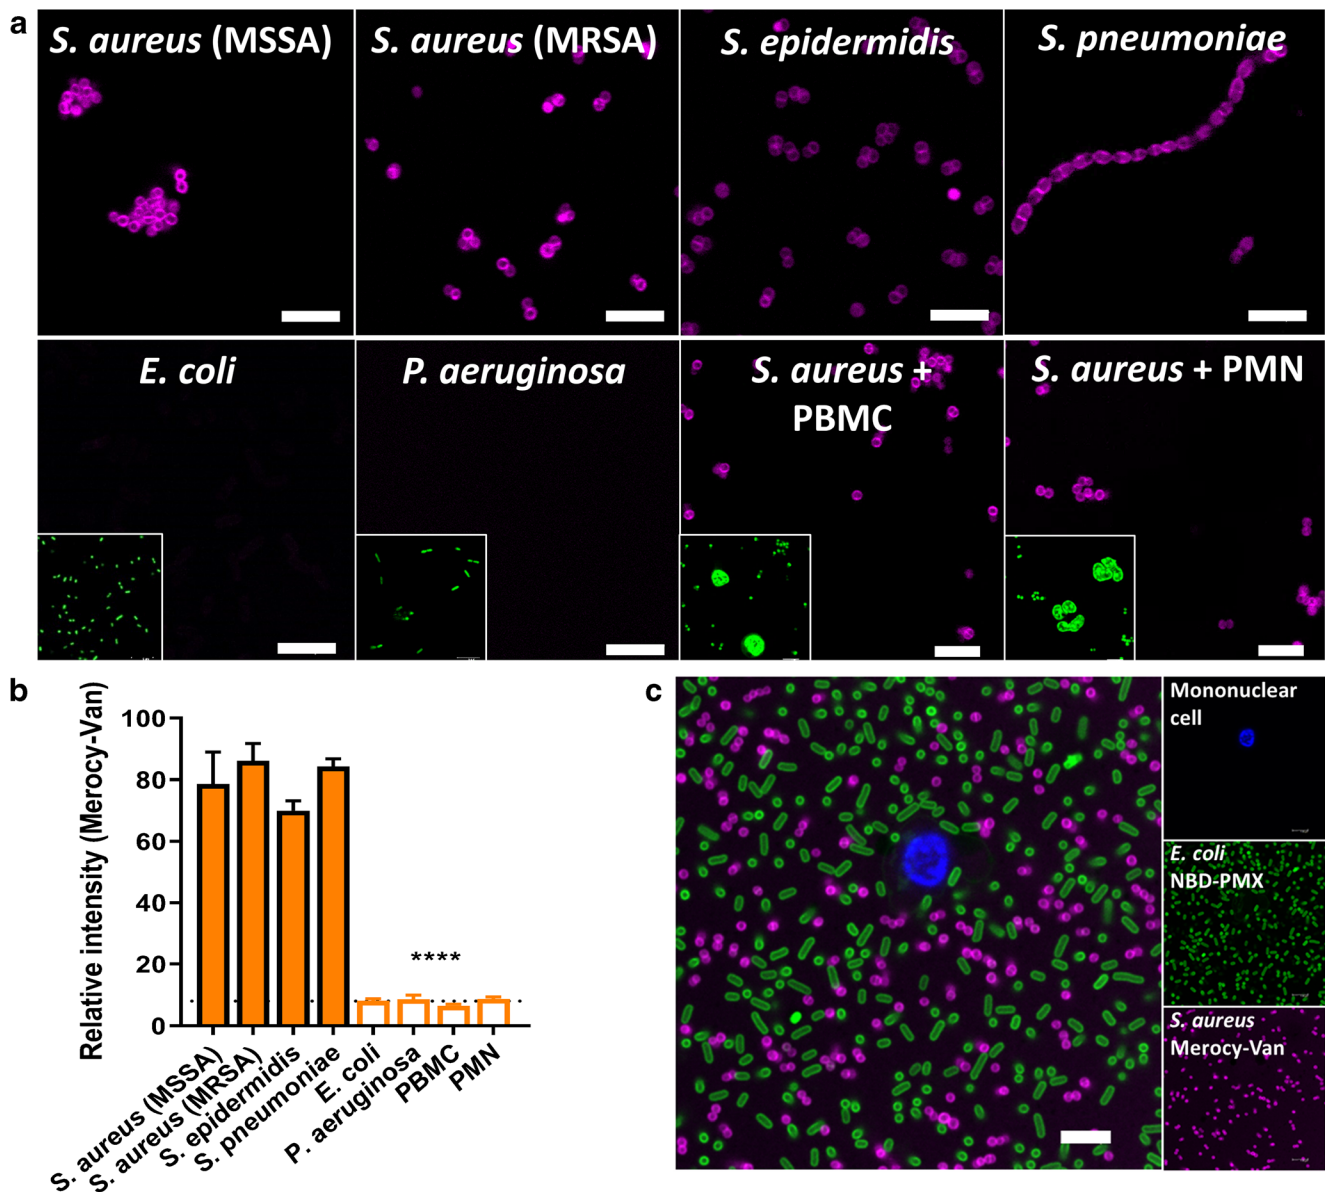 a
S. aureus (MSSA)
S. aureus (MRSA)
S. epidermidis
S. pneumoniae
E. coli
P. aeruginosa
S. aureus +
PBMC
S. aureus + PMN
b
Relative intensity (Merocy-Van)
100
80
60
40
20
0
****
S. aureus (MSSA)
S. aureus (MRSA)
S. epidermidis
S. pneumoniae
E. coli
P. aeruginosa
PBMC
PMN
c
Mononuclear
cell
E. coli
NBD-PMX
S. aureus
Merocy-Van